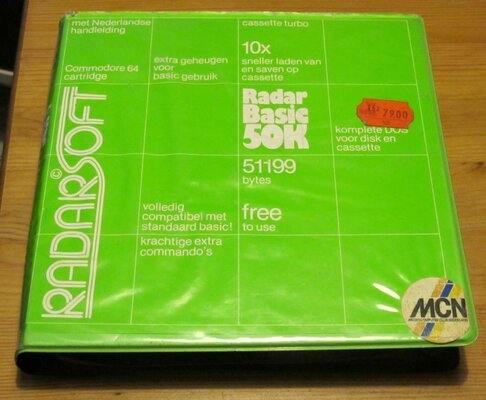 met Nederlandse
handleiding
cassette turbo
10x
sneller laden van
en saven op
cassette
Commodore 64
cartridge
extra geheugen
voor
basic gebruik
Radar
Basic
50K
7900
komplete DOS
voor disk en
cassette
51199
bytes
volledig
compatibel met
standaard basic!
free
to use
krachtige extra
commando's
RADARSOFT
©
MCN